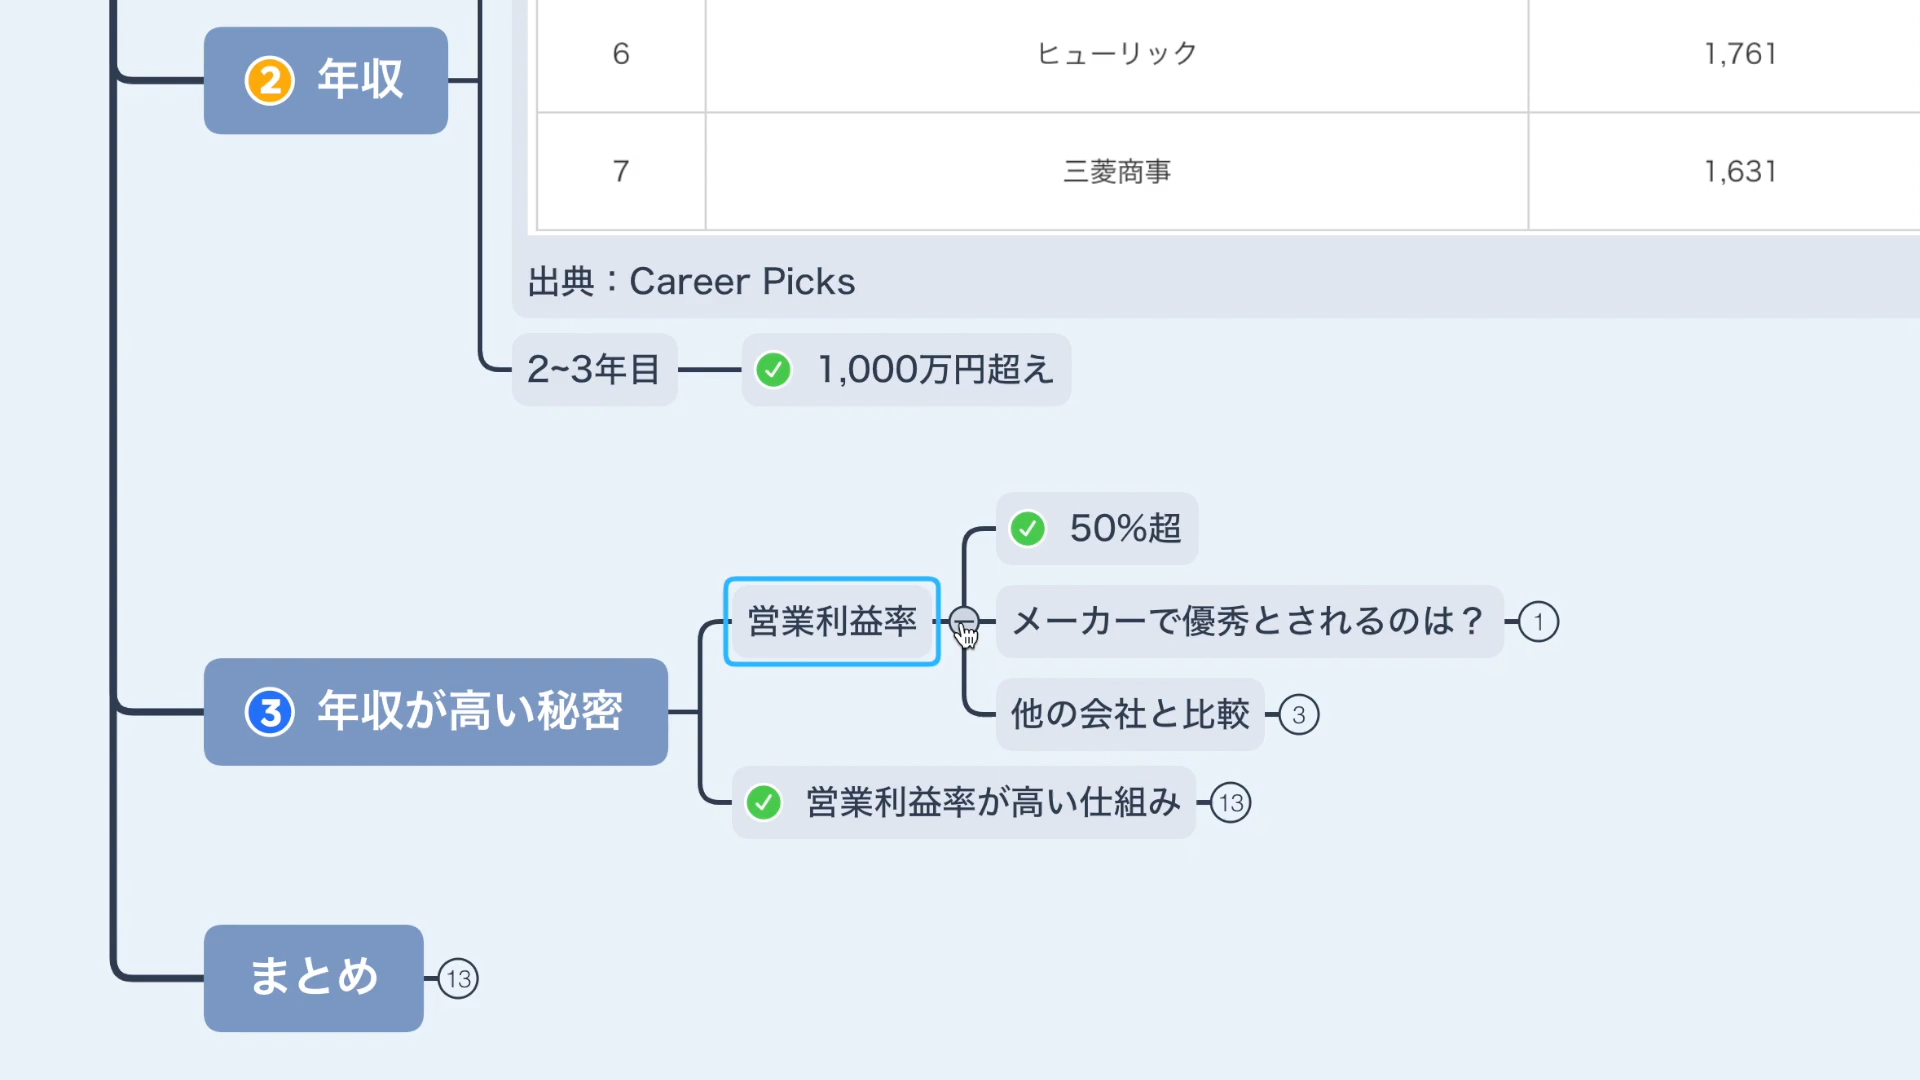 ② 年収
6 ヒューリック 1,761
7 三菱商事 1,631
出典：Career Picks
2~3年目
1,000万円超え
③ 年収が高い秘密
営業利益率
50%超
メーカーで優秀とされるのは？ 1
他の会社と比較 3
営業利益率が高い仕組み 13
まとめ 13